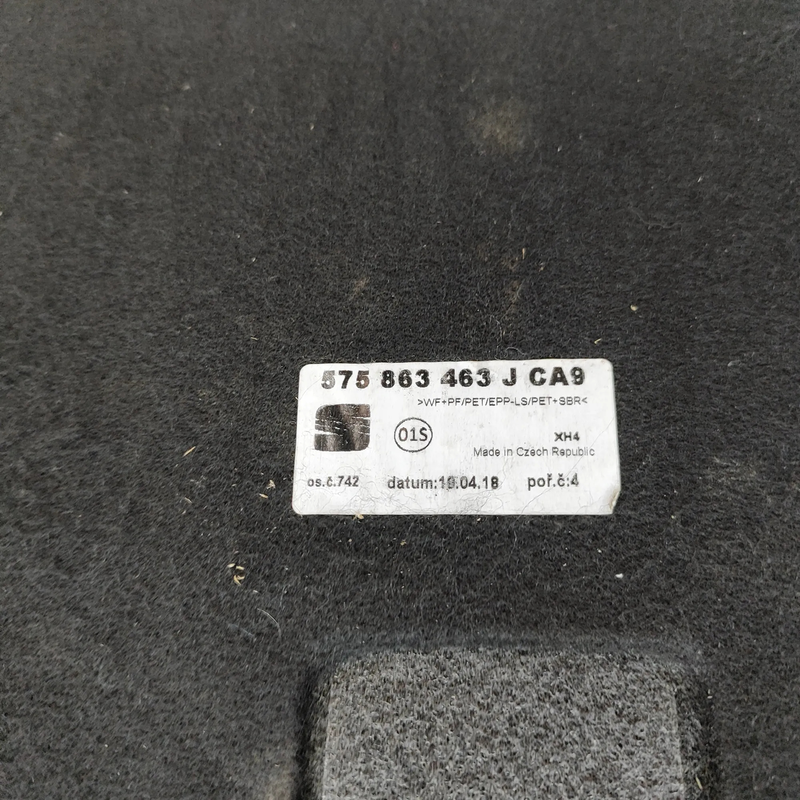 575 863 463 J CA9
>WF+PF/PET/EPP-LS/PET+SBR<
01S
XH4
Made in Czech Republic
os.č.742 datum:19.04.18 poř.č:4